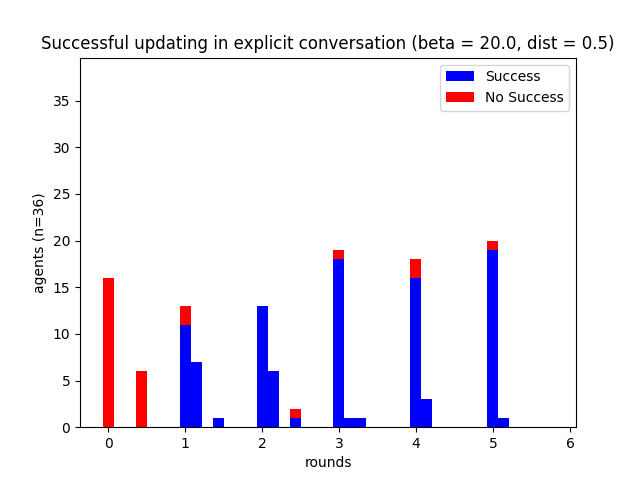 Successful updating in explicit conversation (beta = 20.0, dist = 0.5)
Success
No Success
agents (n=36)
35
30
25
20
15
10
5
0
0 1 2 3 4 5 6
rounds